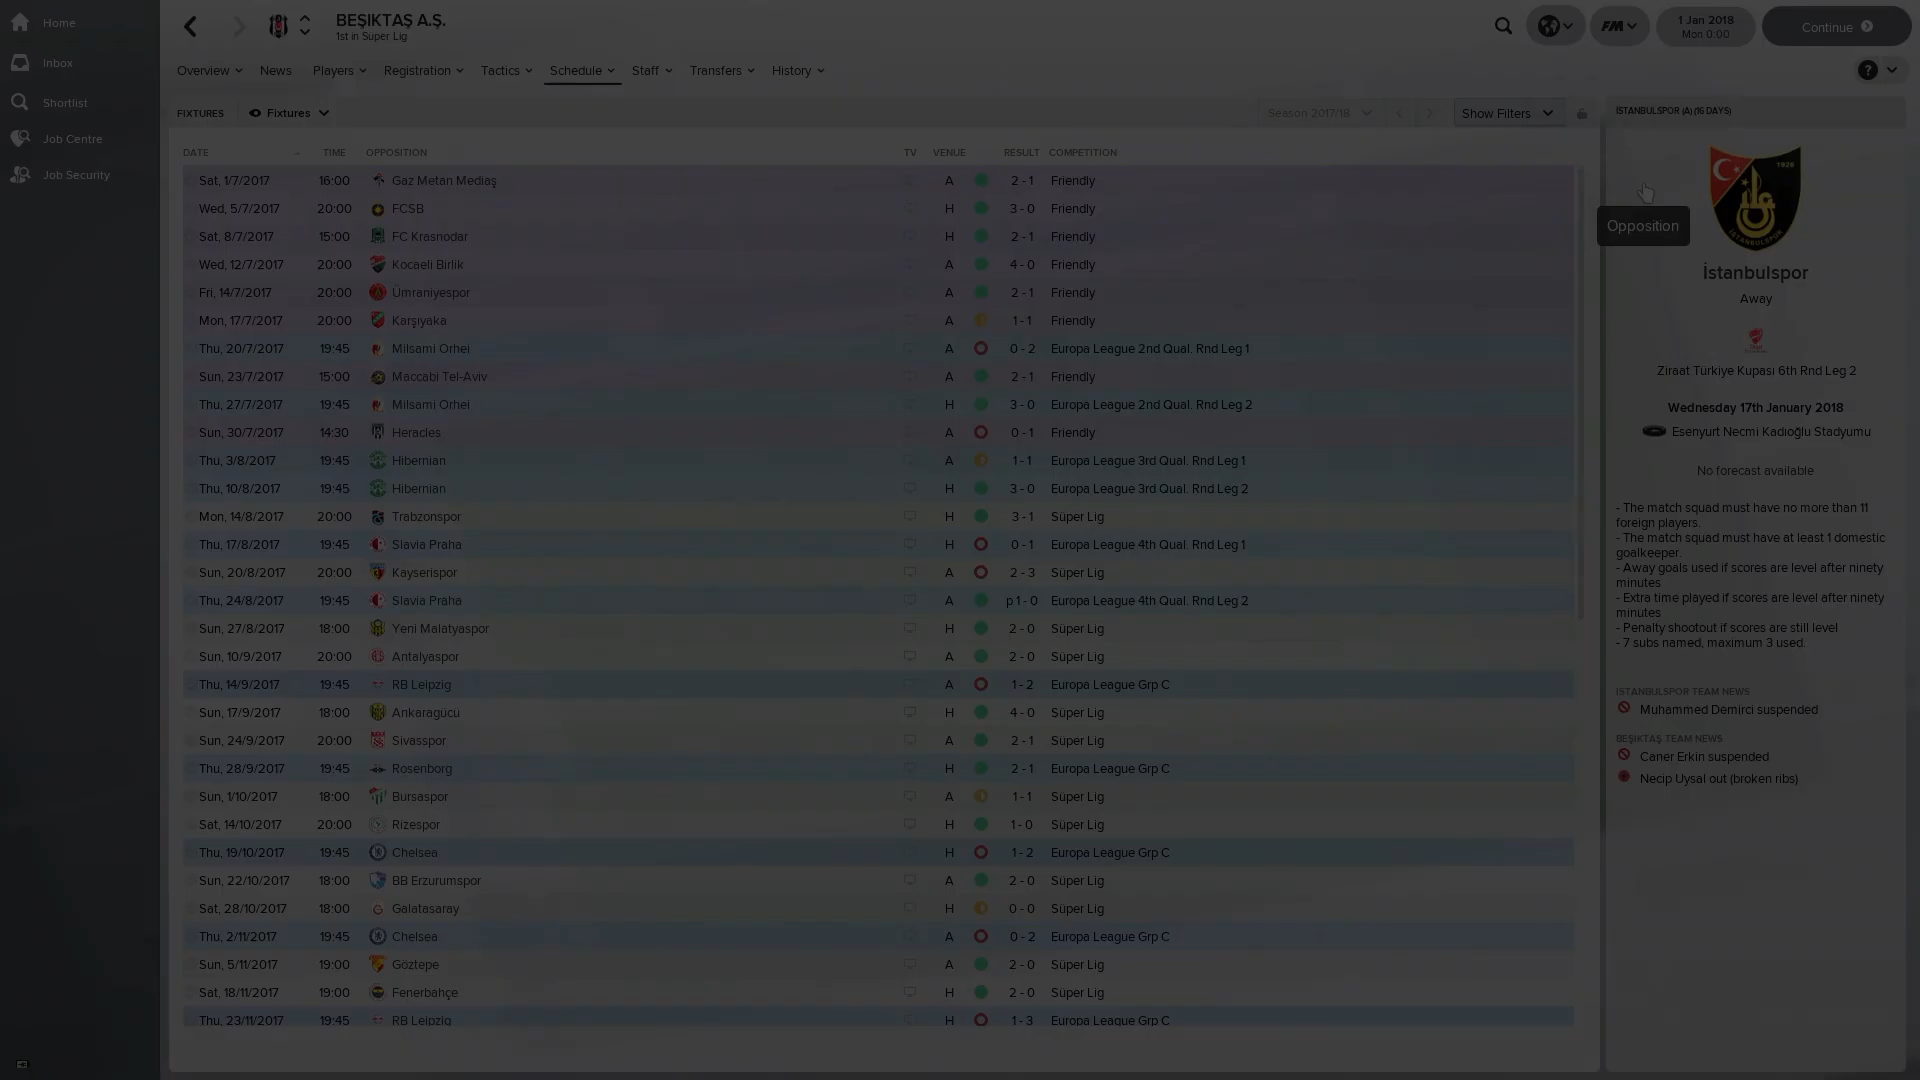 Home
Inbox
Shortlist
Job Centre
Job Security
BEŞIKTAŞ A.Ş.
1st in Süper Lig
FM
1 Jan 2018
Mon 0:00
Continue
Overview
News
Players
Registration
Tactics
Schedule
Staff
Transfers
History
?
FIXTURES
Fixtures
Season 2017/18
Show Filters
DATE TIME OPPOSITION TV VENUE RESULT COMPETITION
Sat, 1/7/2017 16:00 Gaz Metan Mediaş A 2 - 1 Friendly
Wed, 5/7/2017 20:00 FCSB H 3 - 0 Friendly
Sat, 8/7/2017 15:00 FC Krasnodar H 2 - 1 Friendly
Wed, 12/7/2017 20:00 Kocaeli Birlik A 4 - 0 Friendly
Fri, 14/7/2017 20:00 Ümraniyespor A 2 - 1 Friendly
Mon, 17/7/2017 20:00 Karşıyaka A 1 - 1 Friendly
Thu, 20/7/2017 19:45 Milsami Orhei A 0 - 2 Europa League 2nd Qual. Rnd Leg 1
Sun, 23/7/2017 15:00 Maccabi Tel-Aviv A 2 - 1 Friendly
Thu, 27/7/2017 19:45 Milsami Orhei H 3 - 0 Europa League 2nd Qual. Rnd Leg 2
Sun, 30/7/2017 14:30 Heracles A 0 - 1 Friendly
Thu, 3/8/2017 19:45 Hibernian A 1 - 1 Europa League 3rd Qual. Rnd Leg 1
Thu, 10/8/2017 19:45 Hibernian H 3 - 0 Europa League 3rd Qual. Rnd Leg 2
Mon, 14/8/2017 20:00 Trabzonspor H 3 - 1 Süper Lig
Thu, 17/8/2017 19:45 Slavia Praha H 0 - 1 Europa League 4th Qual. Rnd Leg 1
Sun, 20/8/2017 20:00 Kayserispor A 2 - 3 Süper Lig
Thu, 24/8/2017 19:45 Slavia Praha A p 1 - 0 Europa League 4th Qual. Rnd Leg 2
Sun, 27/8/2017 18:00 Yeni Malatyaspor H 2 - 0 Süper Lig
Sun, 10/9/2017 20:00 Antalyaspor A 2 - 0 Süper Lig
Thu, 14/9/2017 19:45 RB Leipzig A 1 - 2 Europa League Grp C
Sun, 17/9/2017 18:00 Ankaragücü H 4 - 0 Süper Lig
Sun, 24/9/2017 20:00 Sivasspor A 2 - 1 Süper Lig
Thu, 28/9/2017 19:45 Rosenborg H 2 - 1 Europa League Grp C
Sun, 1/10/2017 18:00 Bursaspor A 1 - 1 Süper Lig
Sat, 14/10/2017 20:00 Rizespor H 1 - 0 Süper Lig
Thu, 19/10/2017 19:45 Chelsea H 1 - 2 Europa League Grp C
Sun, 22/10/2017 18:00 BB Erzurumspor A 2 - 0 Süper Lig
Sat, 28/10/2017 18:00 Galatasaray H 0 - 0 Süper Lig
Thu, 2/11/2017 19:45 Chelsea A 0 - 2 Europa League Grp C
Sun, 5/11/2017 19:00 Göztepe A 2 - 0 Süper Lig
Sat, 18/11/2017 19:00 Fenerbahçe H 2 - 0 Süper Lig
Thu, 23/11/2017 19:45 RB Leipzig H 1 - 3 Europa League Grp C
İSTANBULSPOR (A) (16 DAYS)
1926
İSTANBULSPOR
Opposition
İstanbulspor
Away
Ziraat Türkiye Kupası 6th Rnd Leg 2
Wednesday 17th January 2018
Esenyurt Necmi Kadıoğlu Stadyumu
No forecast available
- The match squad must have no more than 11
foreign players.
- The match squad must have at least 1 domestic
goalkeeper.
- Away goals used if scores are level after ninety
minutes
- Extra time played if scores are level after ninety
minutes
- Penalty shootout if scores are still level
- 7 subs named, maximum 3 used.
İSTANBULSPOR TEAM NEWS
Muhammed Demirci suspended
BEŞİKTAŞ TEAM NEWS
Caner Erkin suspended
Necip Uysal out (broken ribs)